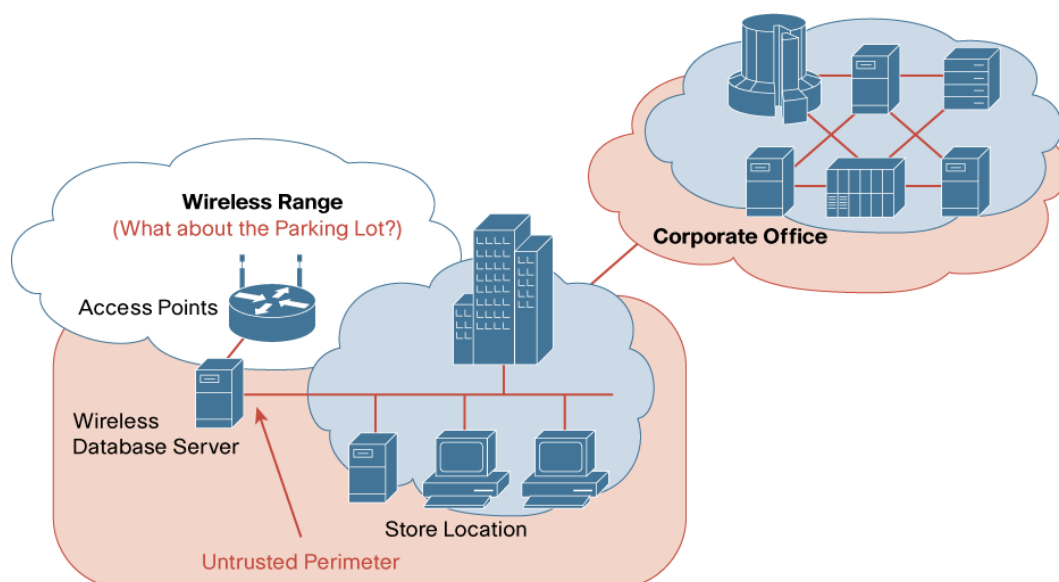 Wireless Range
(What about the Parking Lot?)
Access Points
Corporate Office
Wireless
Database Server
Store Location
Untrusted Perimeter